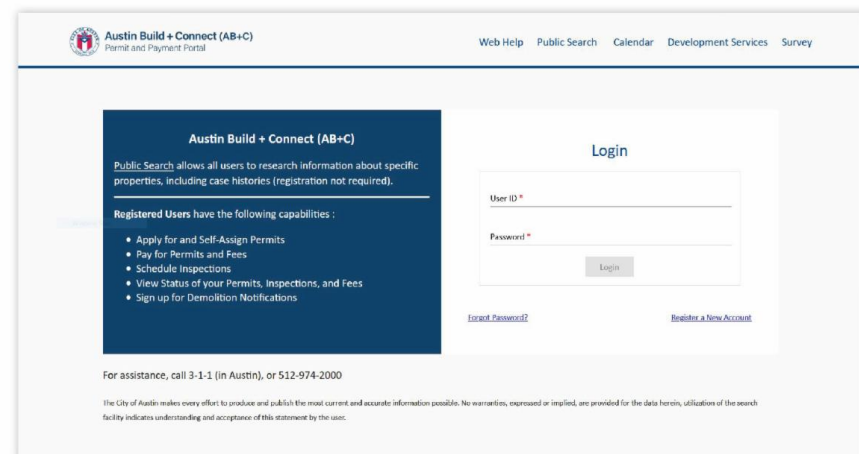 Austin Build + Connect (AB+C)
Permit and Payment Portal
Web Help Public Search Calendar Development Services Survey
Austin Build + Connect (AB+C)
Public Search allows all users to research information about specific
properties, including case histories (registration not required).
Registered Users have the following capabilities :
• Apply for and Self-Assign Permits
• Pay for Permits and Fees
• Schedule Inspections
• View Status of your Permits, Inspections, and Fees
• Sign up for Demolition Notifications
Login
User ID *
Password *
Login
Forgot Password?
Register a New Account
For assistance, call 3-1-1 (in Austin), or 512-974-2000
The City of Austin makes every effort to produce and publish the most current and accurate information possible. No warranties, expressed or implied, are provided for the data herein, utilization of the search
facility indicates understanding and acceptance of this statement by the user.